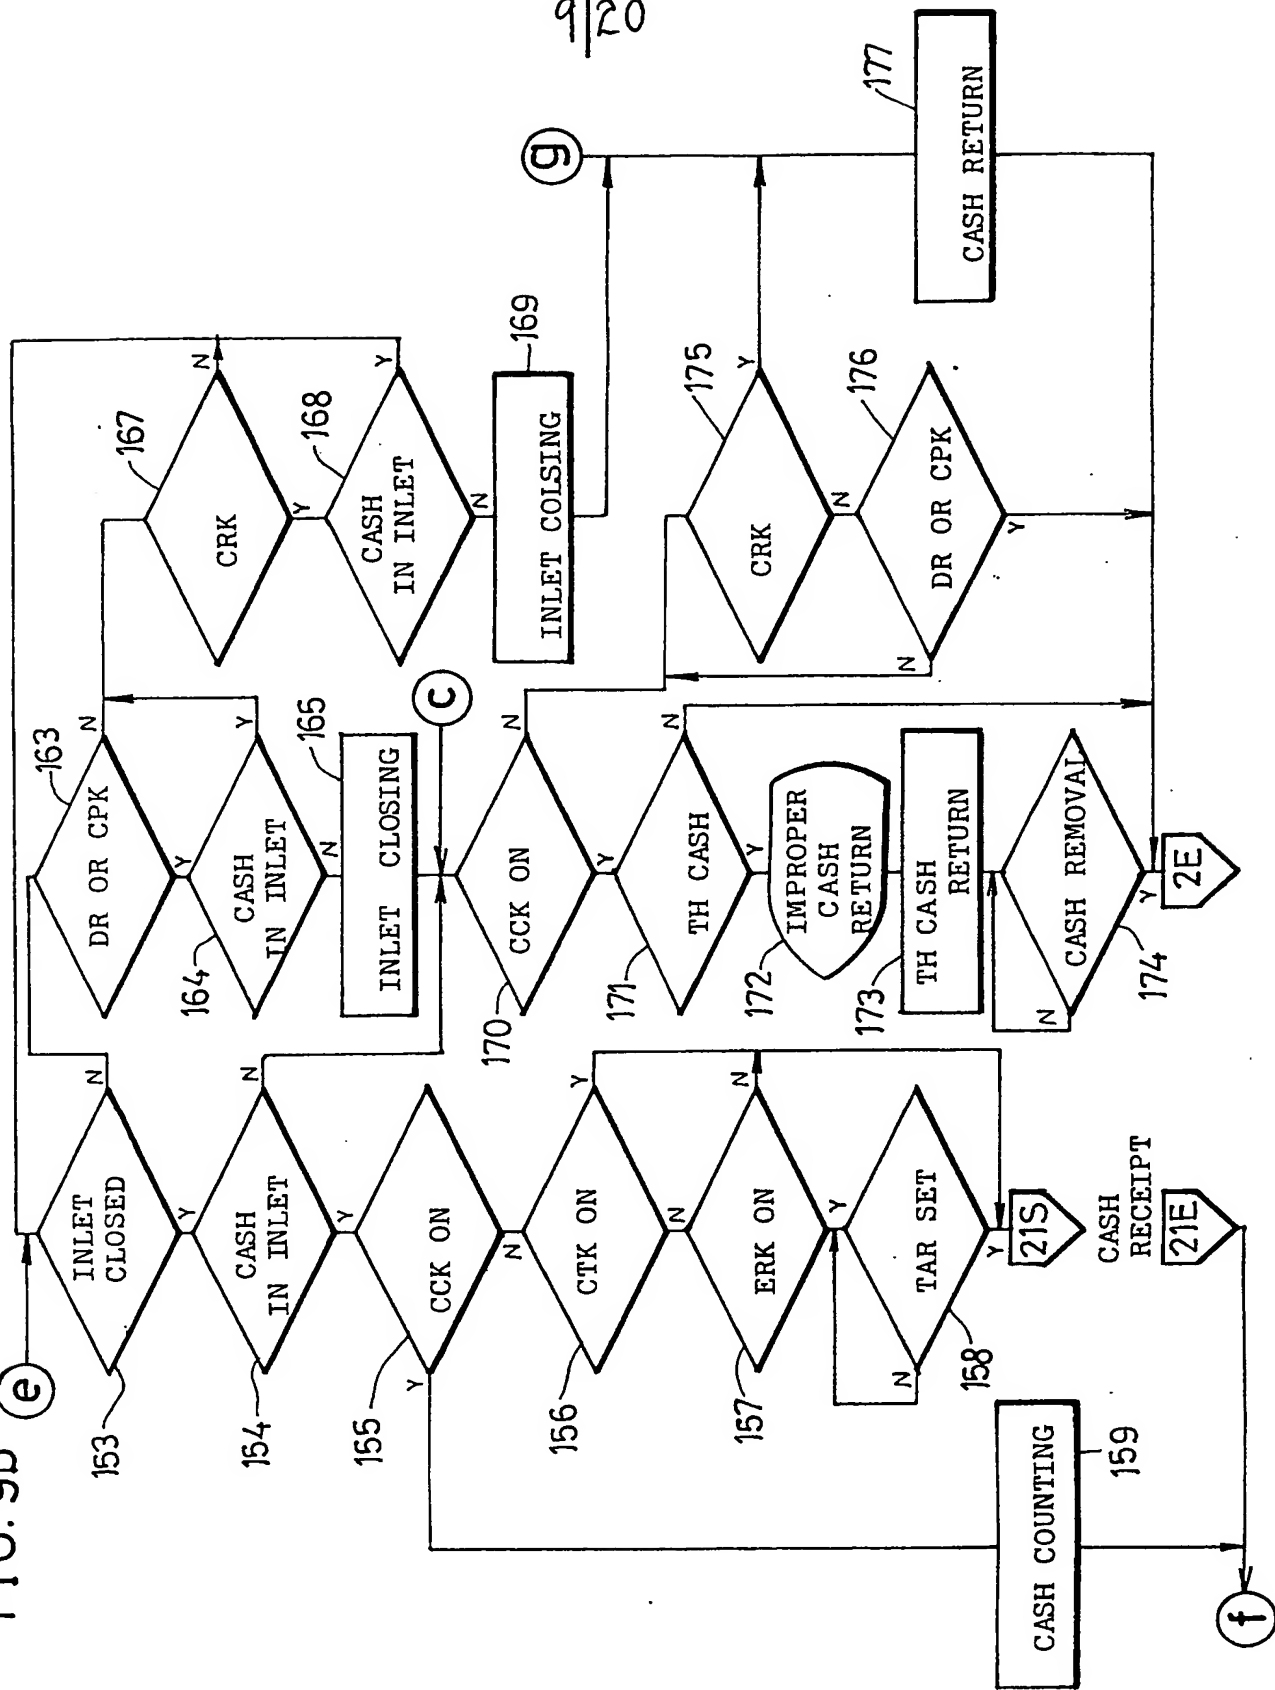 9/20
FIG. 9b
e
153
INLET
CLOSED
Y
N
154
CASH
IN INLET
Y
N
155
CCK ON
Y
N
156
CTK ON
Y
N
157
ERK ON
N
Y
158
TAR SET
N
Y
21S
CASH
RECEIPT
21E
159
CASH COUNTING
f
163
DR OR CPK
N
Y
164
CASH
IN INLET
Y
N
165
INLET CLOSING
C
170
CCK ON
N
Y
171
TH CASH
N
Y
172
IMPROPER
CASH
RETURN
173
TH CASH
RETURN
174
CASH REMOVAL
N
Y
2E
167
CRK
N
Y
168
CASH
IN INLET
Y
N
169
INLET COLSING
g
175
CRK
Y
N
176
DR OR CPK
N
Y
177
CASH RETURN